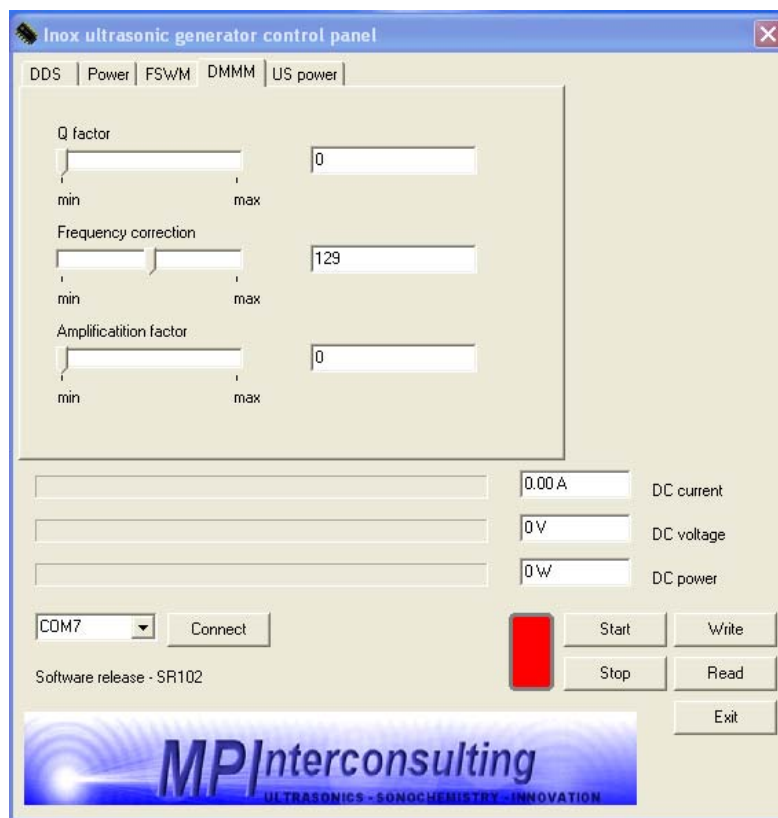 Inox ultrasonic generator control panel
DDS Power FSWM DMMM US power
Q factor
0
min max
Frequency correction
129
min max
Amplificatition factor
0
min max
0.00 A DC current
0 V DC voltage
0 W DC power
COM7 Connect Start Write
Software release - SR102 Stop Read
Exit
MPInterconsulting
ULTRASONICS - SONOCHEMISTRY - INNOVATION